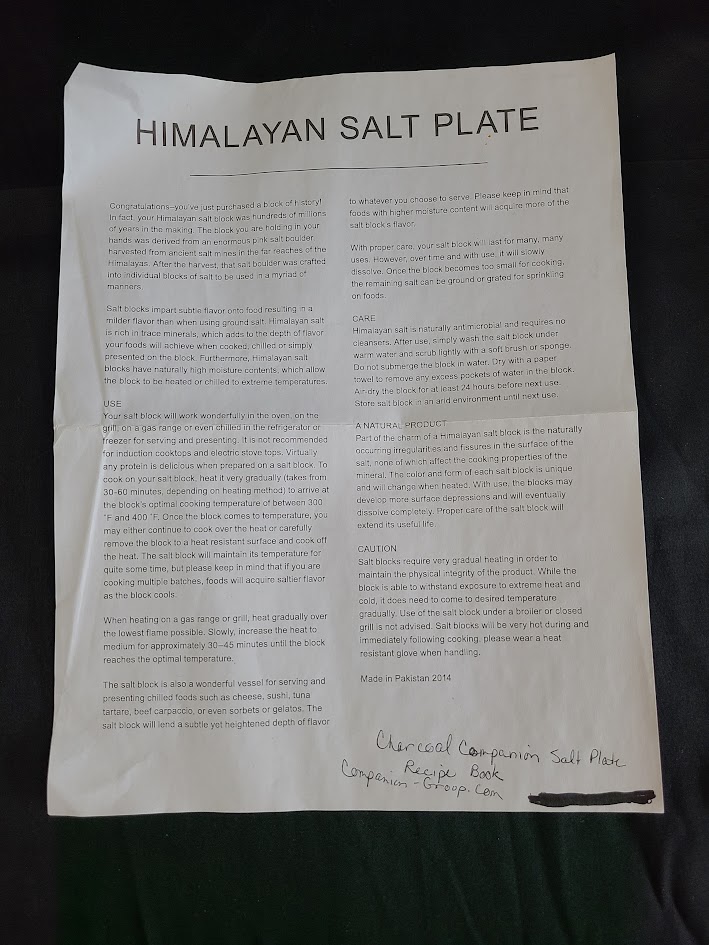 HIMALAYAN SALT PLATE
Congratulations–you've just purchased a block of history!
In fact, your Himalayan salt block was hundreds of millions
of years in the making. The block you are holding in your
hands was derived from an enormous pink salt boulder,
harvested from ancient salt mines in the far reaches of the
Himalayas. After the harvest, that salt boulder was crafted
into individual blocks of salt to be used in a myriad of
manners.
Salt blocks impart subtle flavor onto food resulting in a
milder flavor than when using ground salt. Himalayan salt
is rich in trace minerals, which adds to the depth of flavor
your foods will achieve when cooked, chilled or simply
presented on the block. Furthermore, Himalayan salt
blocks have naturally high moisture contents, which allow
the block to be heated or chilled to extreme temperatures.
USE
Your salt block will work wonderfully in the oven, on the
grill, on a gas range or even chilled in the refrigerator or
freezer for serving and presenting. It is not recommended
for induction cooktops and electric stove tops. Virtually
any protein is delicious when prepared on a salt block. To
cook on your salt block, heat it very gradually (takes from
30-60 minutes, depending on heating method) to arrive at
the block's optimal cooking temperature of between 300
°F and 400 °F. Once the block comes to temperature, you
may either continue to cook over the heat or carefully
remove the block to a heat resistant surface and cook off
the heat. The salt block will maintain its temperature for
quite some time, but please keep in mind that if you are
cooking multiple batches, foods will acquire saltier flavor
as the block cools.
When heating on a gas range or grill, heat gradually over
the lowest flame possible. Slowly, increase the heat to
medium for approximately 30–45 minutes until the block
reaches the optimal temperature.
The salt block is also a wonderful vessel for serving and
presenting chilled foods such as cheese, sushi, tuna
tartare, beef carpaccio, or even sorbets or gelatos. The
salt block will lend a subtle yet heightened depth of flavor
to whatever you choose to serve. Please keep in mind that
foods with higher moisture content will acquire more of the
salt block's flavor.
With proper care, your salt block will last for many, many
uses. However, over time and with use, it will slowly
dissolve. Once the block becomes too small for cooking,
the remaining salt can be ground or grated for sprinkling
on foods.
CARE
Himalayan salt is naturally antimicrobial and requires no
cleansers. After use, simply wash the salt block under
warm water and scrub lightly with a soft brush or sponge.
Do not submerge the block in water. Dry with a paper
towel to remove any excess pockets of water in the block.
Air-dry the block for at least 24 hours before next use.
Store salt block in an arid environment until next use.
A NATURAL PRODUCT
Part of the charm of a Himalayan salt block is the naturally
occurring irregularities and fissures in the surface of the
salt, none of which affect the cooking properties of the
mineral. The color and form of each salt block is unique
and will change when heated. With use, the blocks may
develop more surface depressions and will eventually
dissolve completely. Proper care of the salt block will
extend its useful life.
CAUTION
Salt blocks require very gradual heating in order to
maintain the physical integrity of the product. While the
block is able to withstand exposure to extreme heat and
cold, it does need to come to desired temperature
gradually. Use of the salt block under a broiler or closed
grill is not advised. Salt blocks will be very hot during and
immediately following cooking, please wear a heat
resistant glove when handling.
Made in Pakistan 2014
Charcoal Companion Salt Plate
Recipe Book
Companion-Group.Com